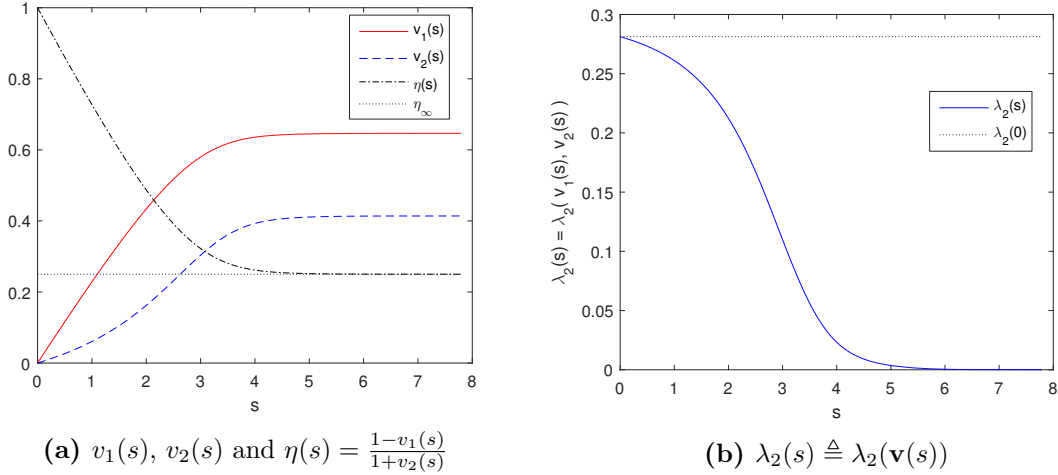 1
0.8
0.6
0.4
0.2
0
0 1 2 3 4 5 6 7 8
s
v₁(s)
v₂(s)
η(s)
η∞
(a) v₁(s), v₂(s) and η(s) = (1−v₁(s))/(1+v₂(s))
0.3
0.25
0.2
0.15
0.1
0.05
0
λ₂(s) = λ₂( v₁(s), v₂(s) )
0 1 2 3 4 5 6 7 8
s
λ₂(s)
λ₂(0)
(b) λ₂(s) ≜ λ₂(v(s))